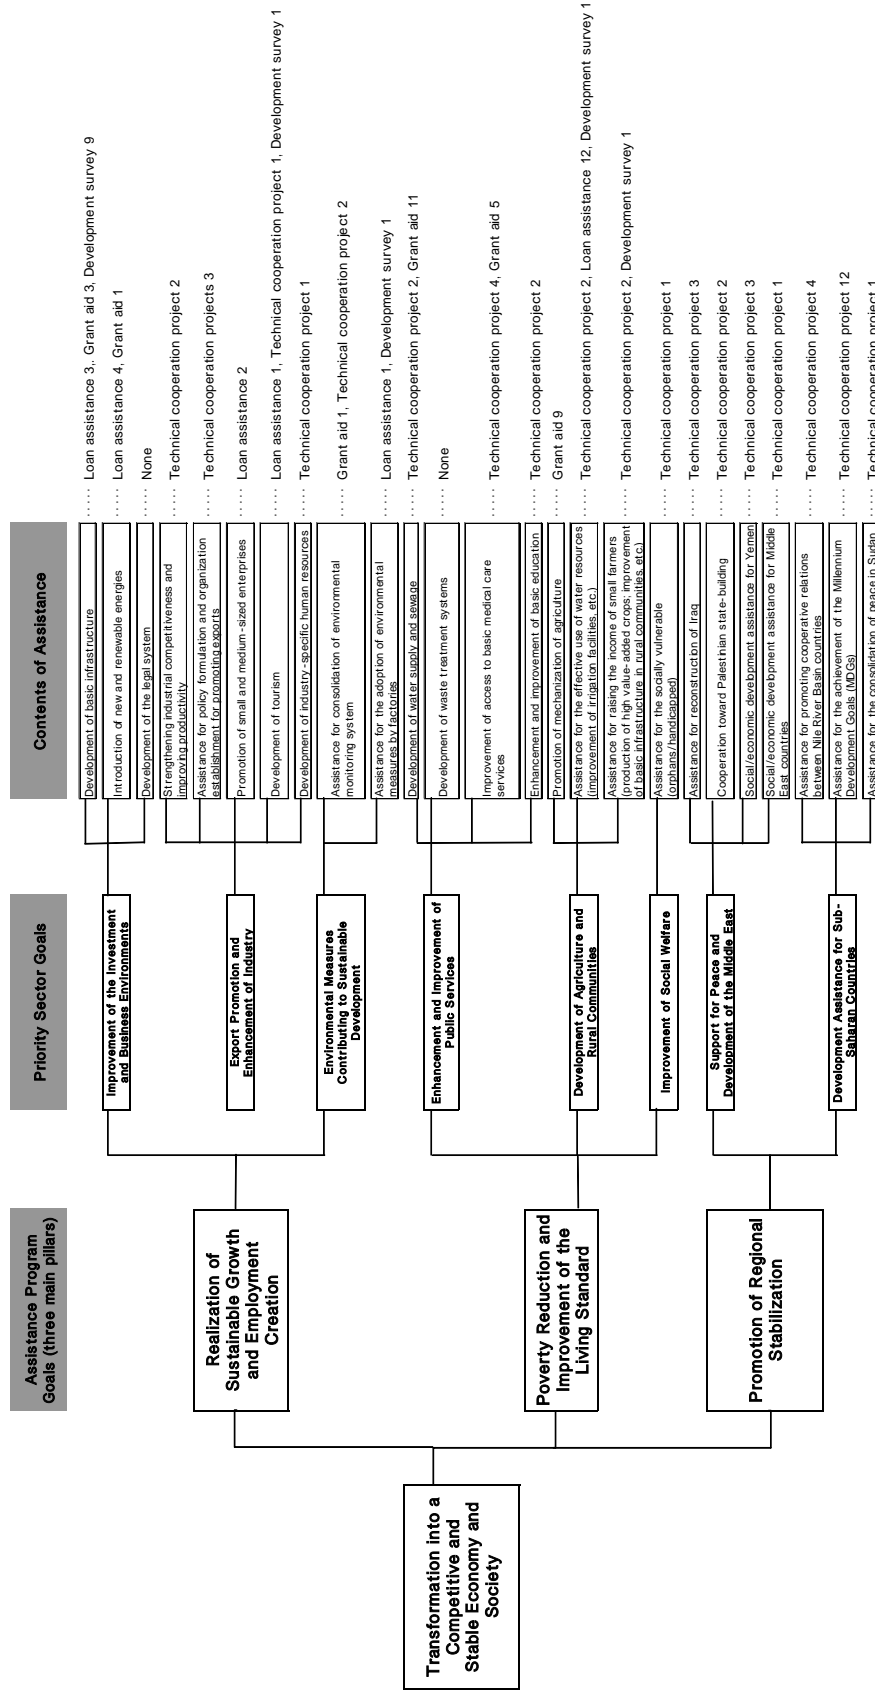 Assistance Program
Goals (three main pillars)
Priority Sector Goals
Contents of Assistance
Transformation into a
Competitive and
Stable Economy and
Society
Realization of
Sustainable Growth
and Employment
Creation
Poverty Reduction and
Improvement of the
Living Standard
Promotion of Regional
Stabilization
Improvement of the Investment
and Business Environments
Export Promotion and
Enhancement of Industry
Environmental Measures
Contributing to Sustainable
Development
Enhancement and Improvement of
Public Services
Development of Agriculture and
Rural Communities
Improvement of Social Welfare
Support for Peace and
Development of the Middle East
Development Assistance for Sub-
Saharan Countries
Development of basic infrastructure ····· Loan assistance 3,. Grant aid 3, Development survey 9
Introduction of new and renewable energies ····· Loan assistance 4, Grant aid 1
Development of the legal system ····· None
Strengthening industrial competitiveness and
improving productivity ····· Technical cooperation project 2
Assistance for policy formulation and organization
establishment for promoting exports ····· Technical cooperation projects 3
Promotion of small and medium-sized enterprises ····· Loan assistance 2
Development of tourism ····· Loan assistance 1, Technical cooperation project 1, Development survey 1
Development of industry-specific human resources ····· Technical cooperation project 1
Assistance for consolidation of environmental
monitoring system ····· Grant aid 1, Technical cooperation project 2
Assistance for the adoption of environmental
measures by factories ····· Loan assistance 1, Development survey 1
Development of water supply and sewage ····· Technical cooperation project 2, Grant aid 11
Development of waste treatment systems ····· None
Improvement of access to basic medical care
services ····· Technical cooperation project 4, Grant aid 5
Enhancement and improvement of basic education ····· Technical cooperation project 2
Promotion of mechanization of agriculture ····· Grant aid 9
Assistance for the effective use of water resources
(improvement of irrigation facilities, etc.) ····· Technical cooperation project 2, Loan assistance 12, Development survey 1
Assistance for raising the income of small farmers
(production of high value-added crops; improvement
of basic infrastructure in rural communities, etc.) ····· Technical cooperation project 2, Development survey 1
Assistance for the socially vulnerable
(orphans/handicapped) ····· Technical cooperation project 1
Assistance for reconstruction of Iraq ····· Technical cooperation project 3
Cooperation toward Palestinian state-building ····· Technical cooperation project 2
Social/economic development assistance for Yemen ····· Technical cooperation project 3
Social/economic development assistance for Middle
East countries ····· Technical cooperation project 1
Assistance for promoting cooperative relations
between Nile River Basin countries ····· Technical cooperation project 4
Assistance for the achievement of the Millennium
Development Goals (MDGs) ····· Technical cooperation project 12
Assistance for the consolidation of peace in Sudan ····· Technical cooperation project 1